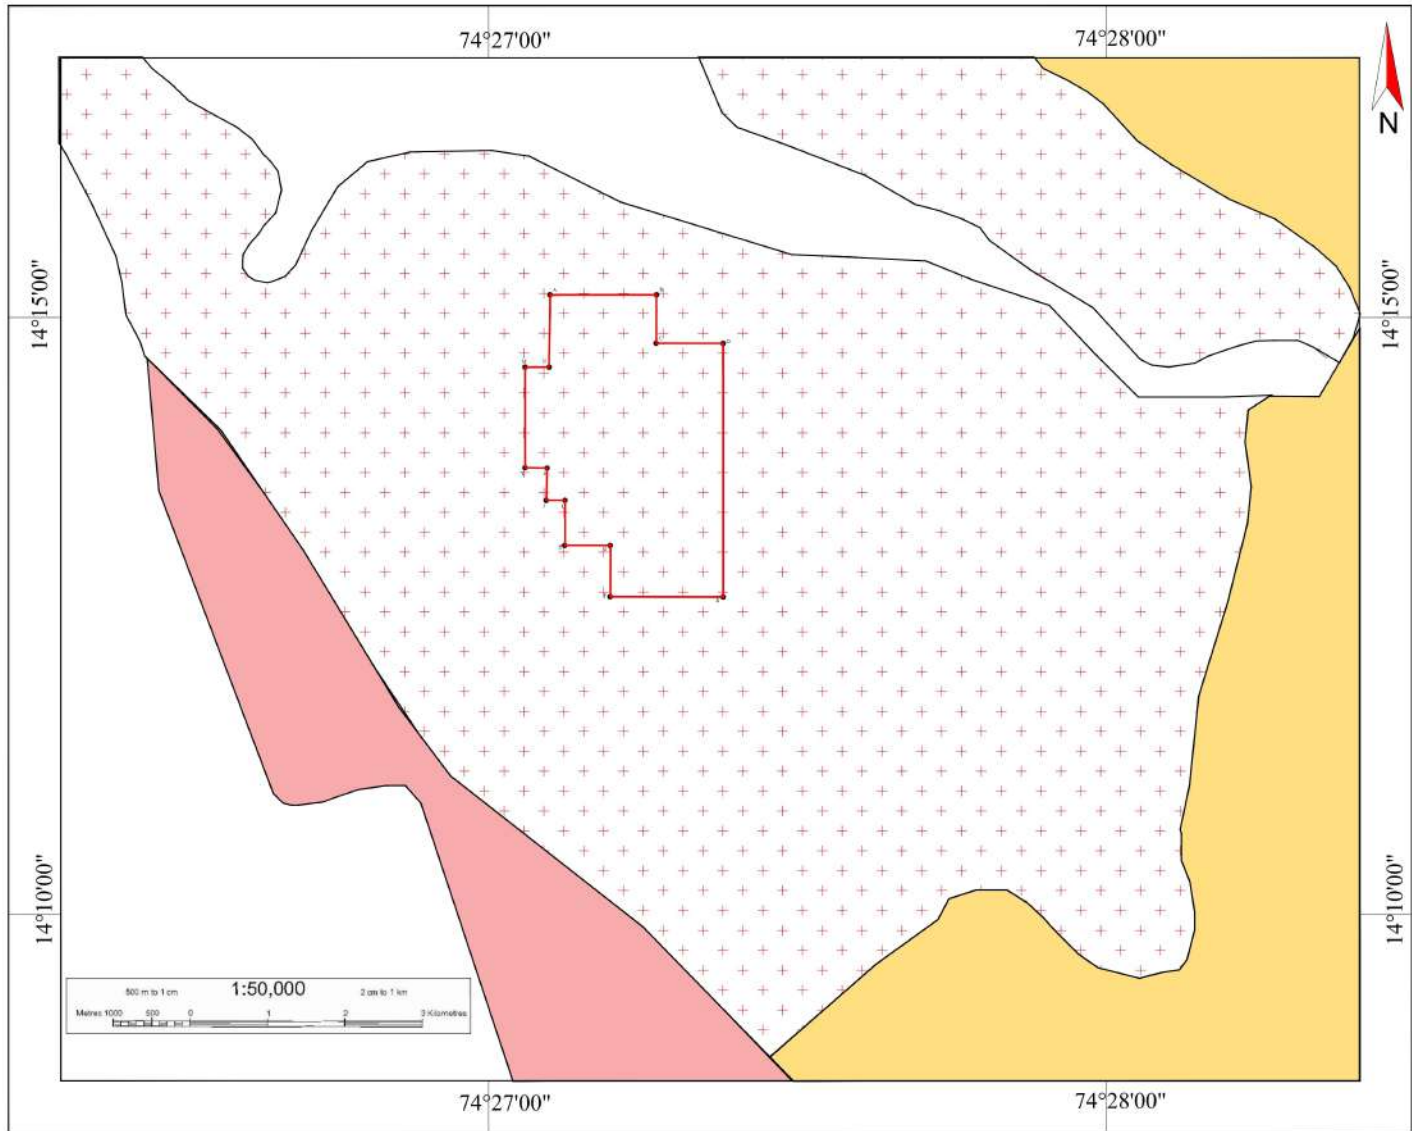 74°27'00" 74°28'00"
N
14°15'00" 14°15'00"
14°10'00" 14°10'00"
500 m to 1 cm 1:50,000 2 cm to 1 km
Metres 1000 500 0 1 2 3 Kilometres
74°27'00" 74°28'00"